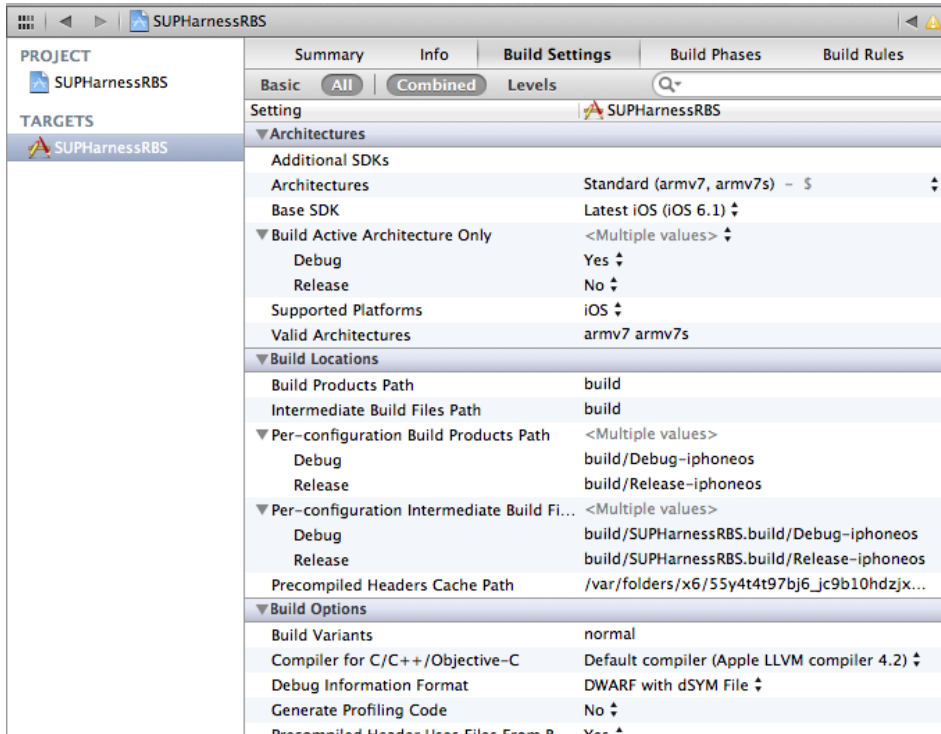 SUPHarnessRBS
PROJECT
SUPHarnessRBS
TARGETS
SUPHarnessRBS
Summary Info Build Settings Build Phases Build Rules
Basic All Combined Levels
Setting SUPHarnessRBS
Architectures
Additional SDKs
Architectures Standard (armv7, armv7s) – $
Base SDK Latest iOS (iOS 6.1)
Build Active Architecture Only <Multiple values>
Debug Yes
Release No
Supported Platforms iOS
Valid Architectures armv7 armv7s
Build Locations
Build Products Path build
Intermediate Build Files Path build
Per-configuration Build Products Path <Multiple values>
Debug build/Debug-iphoneos
Release build/Release-iphoneos
Per-configuration Intermediate Build Fi... <Multiple values>
Debug build/SUPHarnessRBS.build/Debug-iphoneos
Release build/SUPHarnessRBS.build/Release-iphoneos
Precompiled Headers Cache Path /var/folders/x6/55y4t4t97bj6_jc9b10hdzjx...
Build Options
Build Variants normal
Compiler for C/C++/Objective-C Default compiler (Apple LLVM compiler 4.2)
Debug Information Format DWARF with dSYM File
Generate Profiling Code No
Precompiled Header Uses Files From B Yes